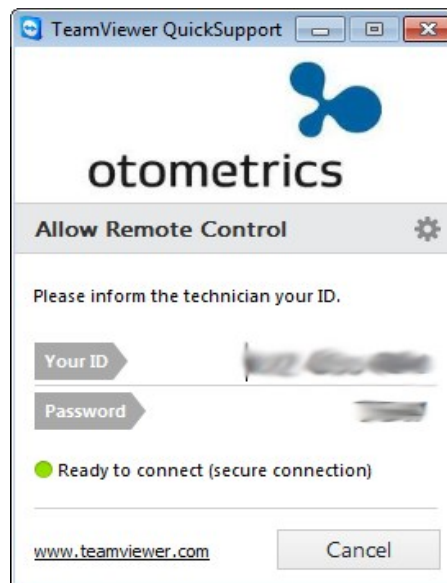 TeamViewer QuickSupport
otometrics
Allow Remote Control
Please inform the technician your ID.
Your ID
Password
Ready to connect (secure connection)
www.teamviewer.com
Cancel